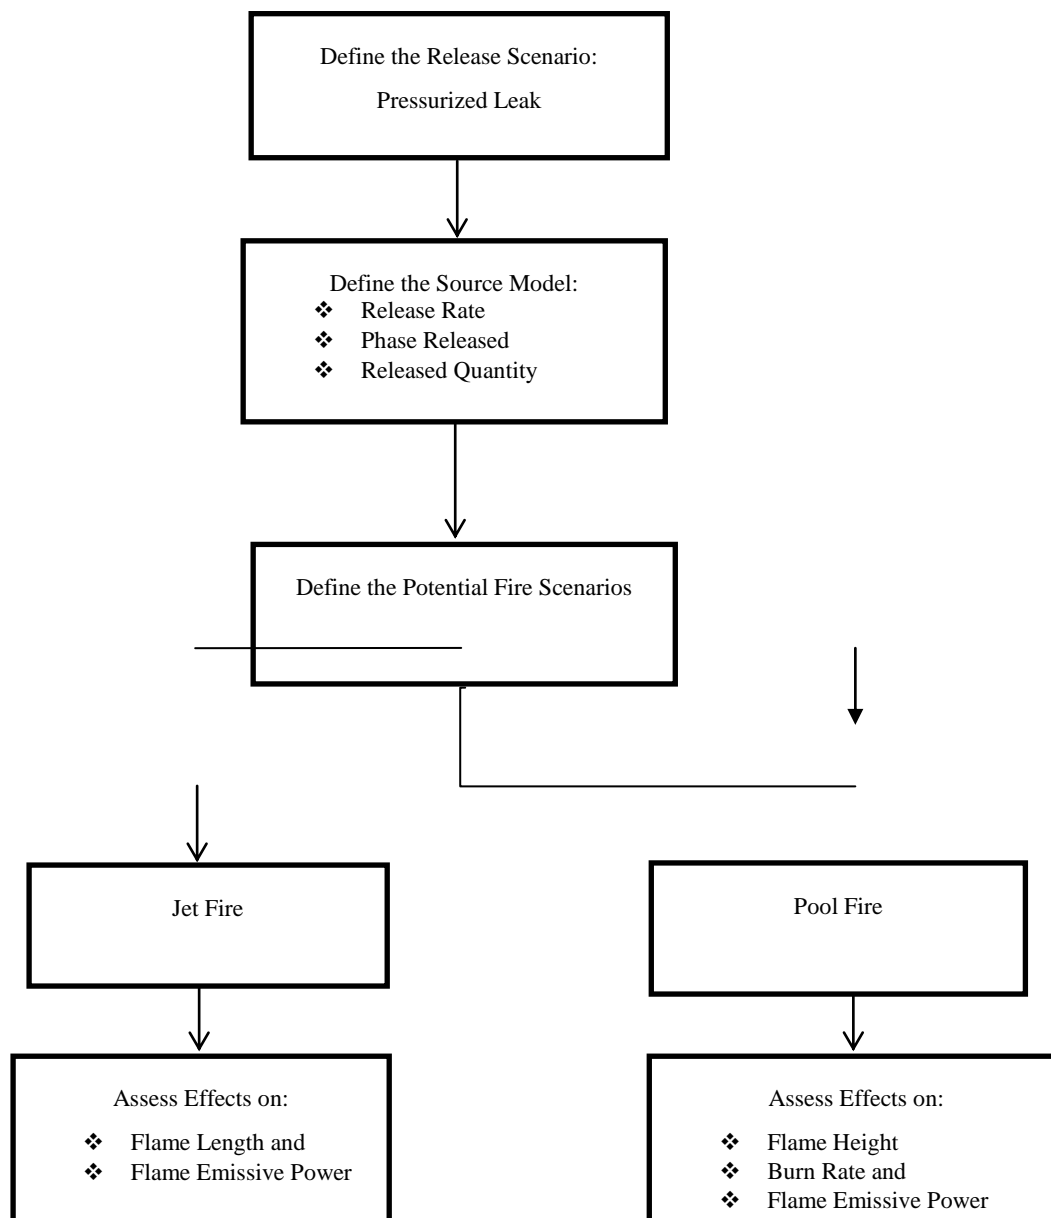 Define the Release Scenario:
Pressurized Leak
Define the Source Model:
❖ Release Rate
❖ Phase Released
❖ Released Quantity
Define the Potential Fire Scenarios
Jet Fire
Pool Fire
Assess Effects on:
❖ Flame Length and
❖ Flame Emissive Power
Assess Effects on:
❖ Flame Height
❖ Burn Rate and
❖ Flame Emissive Power